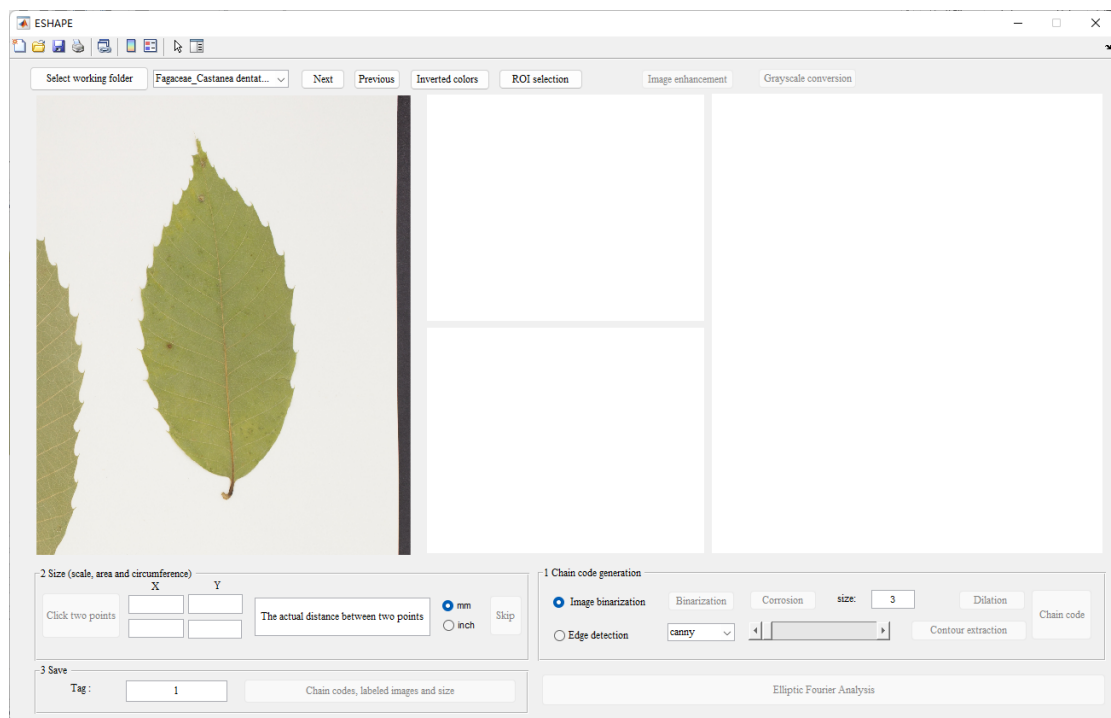 ESHAPE
Select working folder
Fagaceae_Castanea dentat...
Next
Previous
Inverted colors
ROI selection
Image enhancement
Grayscale conversion
2 Size (scale, area and circumference)
X Y
Click two points
The actual distance between two points
mm
inch
Skip
1 Chain code generation
Image binarization
Binarization
Corrosion
size:
3
Dilation
Chain code
Edge detection
canny
Contour extraction
3 Save
Tag :
1
Chain codes, labeled images and size
Elliptic Fourier Analysis